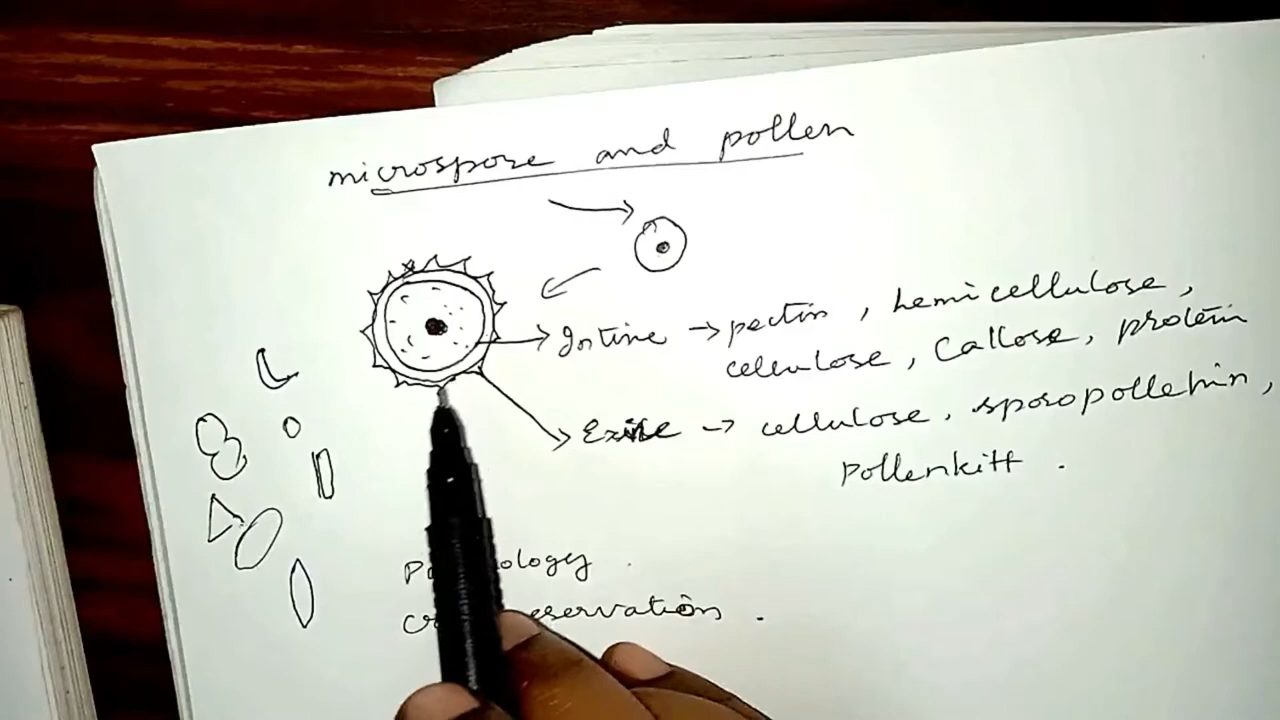 microspore and pollen
Intine → pectin, hemicellulose,
cellulose, Callose, protein
Exine → cellulose, sporopollenin,
Pollenkitt.